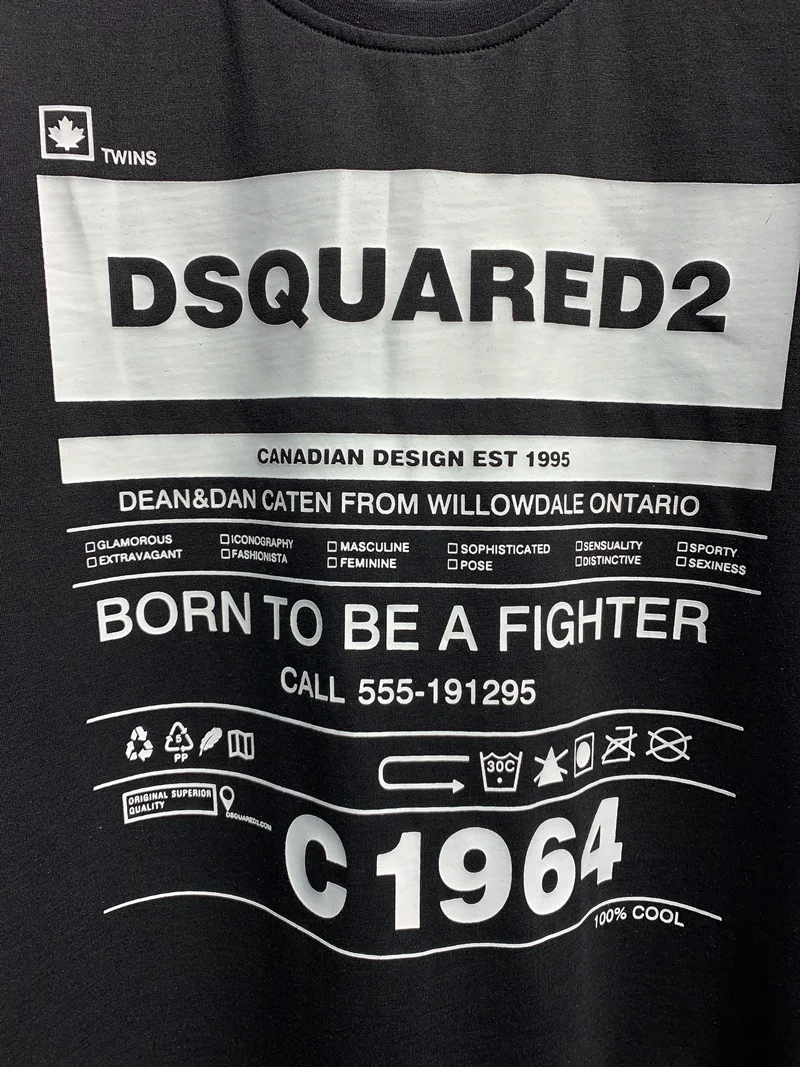 TWINS
DSQUARED2
CANADIAN DESIGN EST 1995
DEAN&DAN CATEN FROM WILLOWDALE ONTARIO
GLAMOROUS ICONOGRAPHY MASCULINE SOPHISTICATED SENSUALITY SPORTY
EXTRAVAGANT FASHIONISTA FEMININE POSE DISTINCTIVE SEXINESS
BORN TO BE A FIGHTER
CALL 555-191295
5
PP
30C
ORIGINAL SUPERIOR
QUALITY
DSQUARED2.COM
C 1964
100% COOL